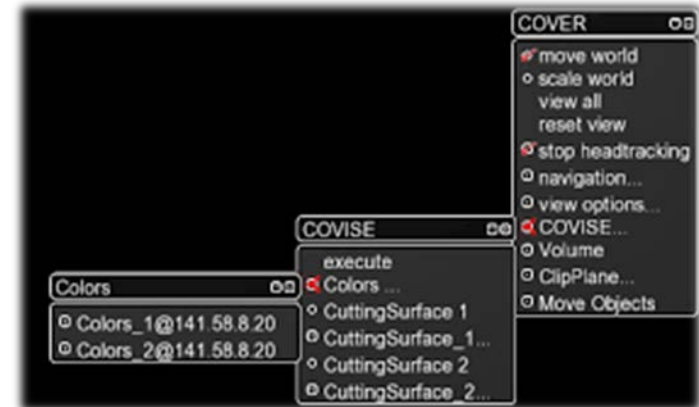 COVER
move world
scale world
view all
reset view
stop headtracking
navigation...
view options...
COVISE...
Volume
ClipPlane...
Move Objects
COVISE
execute
Colors ...
CuttingSurface 1
CuttingSurface_1...
CuttingSurface 2
CuttingSurface_2...
Colors
Colors_1@141.58.8.20
Colors_2@141.58.8.20